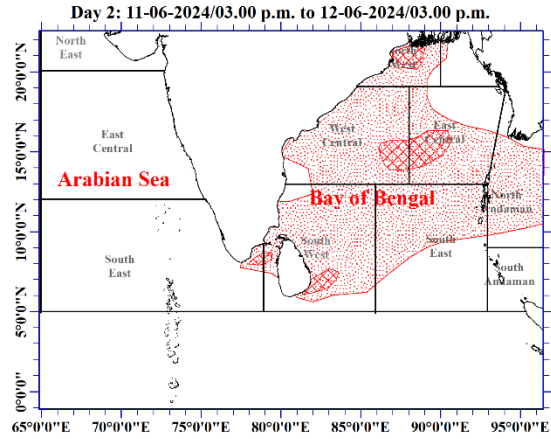 Day 2: 11-06-2024/03.00 p.m. to 12-06-2024/03.00 p.m.
North
East
20°0'0"N
West
East
Central
West
Central
East
Central
15°0'0"N
Arabian Sea
Bay of Bengal
North
Andaman
10°0'0"N
South
East
South
West
South
East
South
Andaman
5°0'0"N
0°0'0"
65°0'0"E 70°0'0"E 75°0'0"E 80°0'0"E 85°0'0"E 90°0'0"E 95°0'0"E